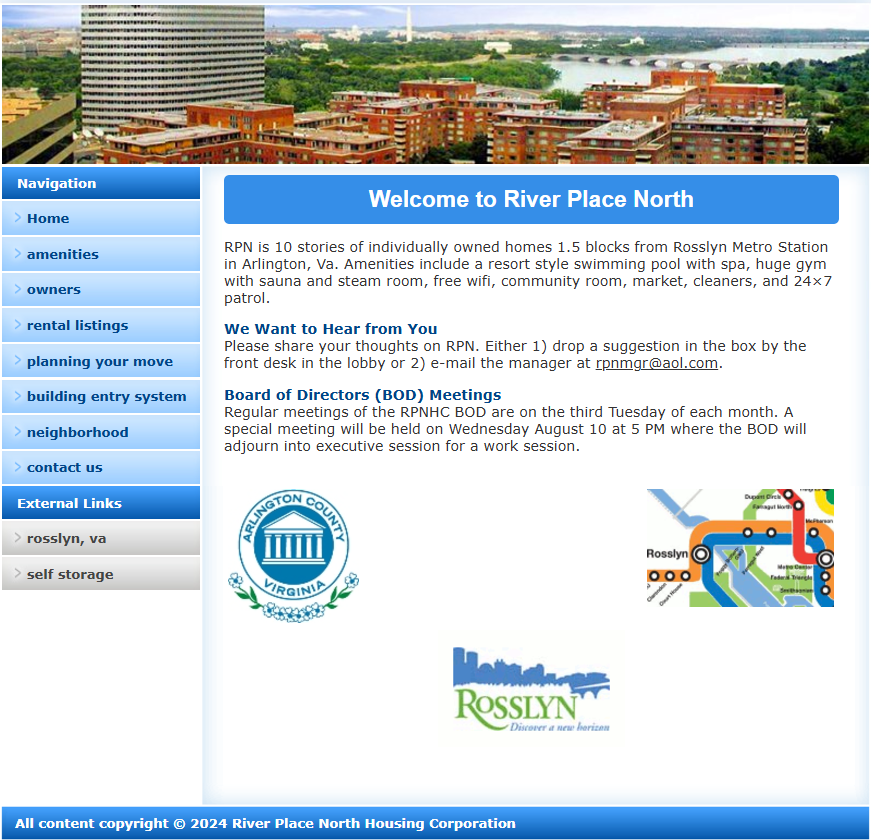 Navigation
Home
amenities
owners
rental listings
planning your move
building entry system
neighborhood
contact us
External Links
rosslyn, va
self storage
Welcome to River Place North
RPN is 10 stories of individually owned homes 1.5 blocks from Rosslyn Metro Station
in Arlington, Va. Amenities include a resort style swimming pool with spa, huge gym
with sauna and steam room, free wifi, community room, market, cleaners, and 24×7
patrol.
We Want to Hear from You
Please share your thoughts on RPN. Either 1) drop a suggestion in the box by the
front desk in the lobby or 2) e-mail the manager at rpnmgr@aol.com.
Board of Directors (BOD) Meetings
Regular meetings of the RPNHC BOD are on the third Tuesday of each month. A
special meeting will be held on Wednesday August 10 at 5 PM where the BOD will
adjourn into executive session for a work session.
ARLINGTON COUNTY
VIRGINIA
Dupont Circle
Farragut North
McPherson
Rosslyn
Metro Center
Federal Triangle
Smithsonian
Clarendon
Court House
ROSSLYN
Discover a new horizon
All content copyright © 2024 River Place North Housing Corporation